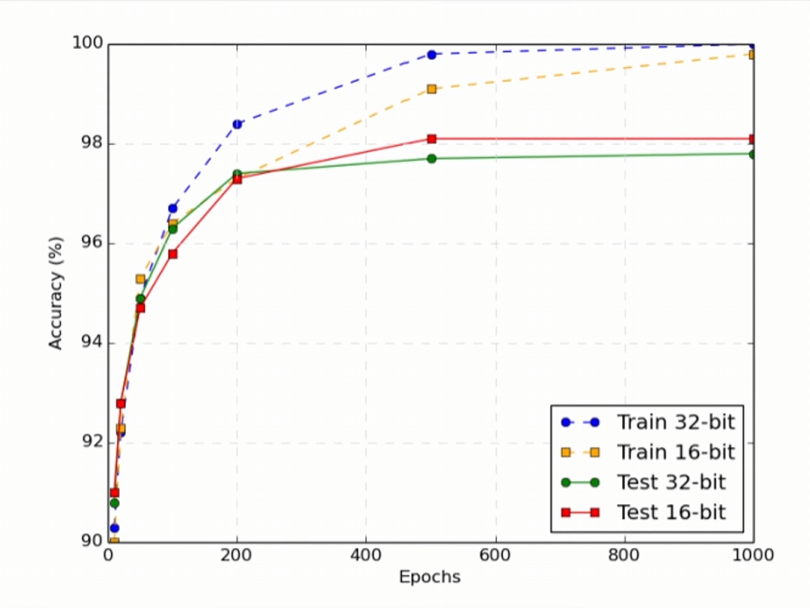 100
98
96
94
92
90
Accuracy (%)
0 200 400 600 800 1000
Epochs
Train 32-bit
Train 16-bit
Test 32-bit
Test 16-bit